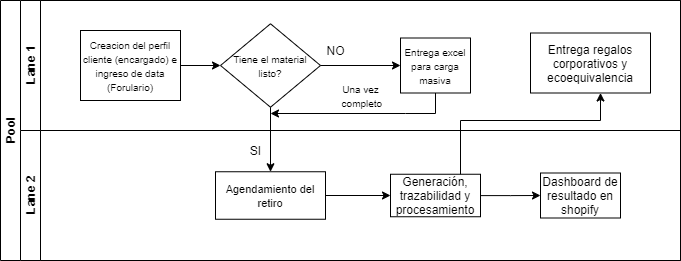 Pool
Lane 1
Creacion del perfil
cliente (encargado) e
ingreso de data
(Forulario)
Tiene el material
listo?
NO
Entrega excel
para carga
masiva
Una vez
completo
Entrega regalos
corporativos y
ecoequivalencia
SI
Lane 2
Agendamiento del
retiro
Generación,
trazabilidad y
procesamiento
Dashboard de
resultado en
shopify